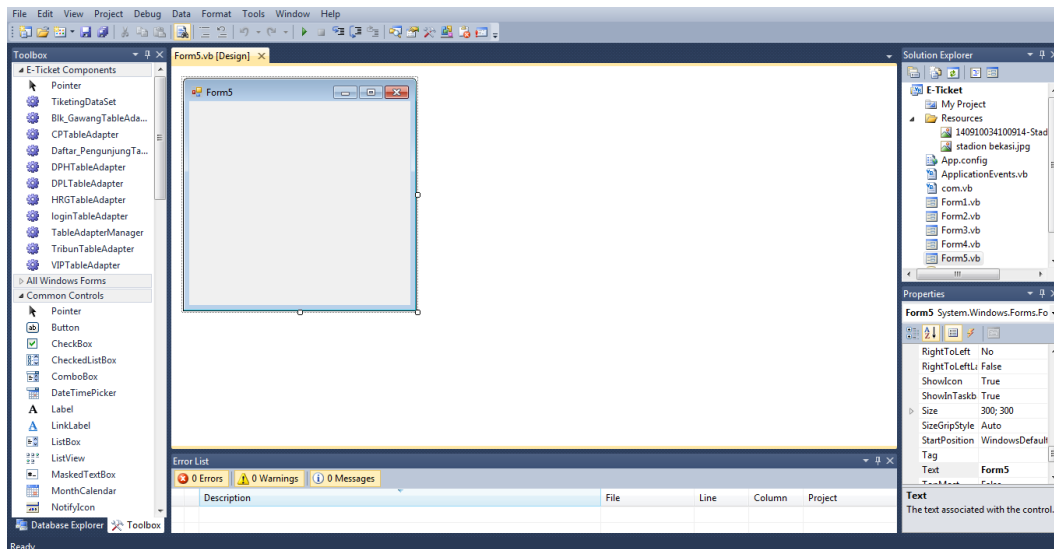 File Edit View Project Debug Data Format Tools Window Help
Toolbox
E-Ticket Components
Pointer
TiketingDataSet
Blk_GawangTableAda...
CPTableAdapter
Daftar_PengunjungTa...
DPHTableAdapter
DPLTableAdapter
HRGTableAdapter
loginTableAdapter
TableAdapterManager
TribunTableAdapter
VIPTableAdapter
All Windows Forms
Common Controls
Pointer
Button
CheckBox
CheckedListBox
ComboBox
DateTimePicker
Label
LinkLabel
ListBox
ListView
MaskedTextBox
MonthCalendar
NotifyIcon
Database Explorer Toolbox
Ready
Form5.vb [Design]
Form5
Error List
0 Errors 0 Warnings 0 Messages
Description File Line Column Project
Solution Explorer
E-Ticket
My Project
Resources
140910034100914-Stad
stadion bekasi.jpg
App.config
ApplicationEvents.vb
com.vb
Form1.vb
Form2.vb
Form3.vb
Form4.vb
Form5.vb
Properties
Form5 System.Windows.Forms.Fo
RightToLeft No
RightToLeftLa False
ShowIcon True
ShowInTaskb True
Size 300; 300
SizeGripStyle Auto
StartPosition WindowsDefault
Tag
Text Form5
Text
The text associated with the control.